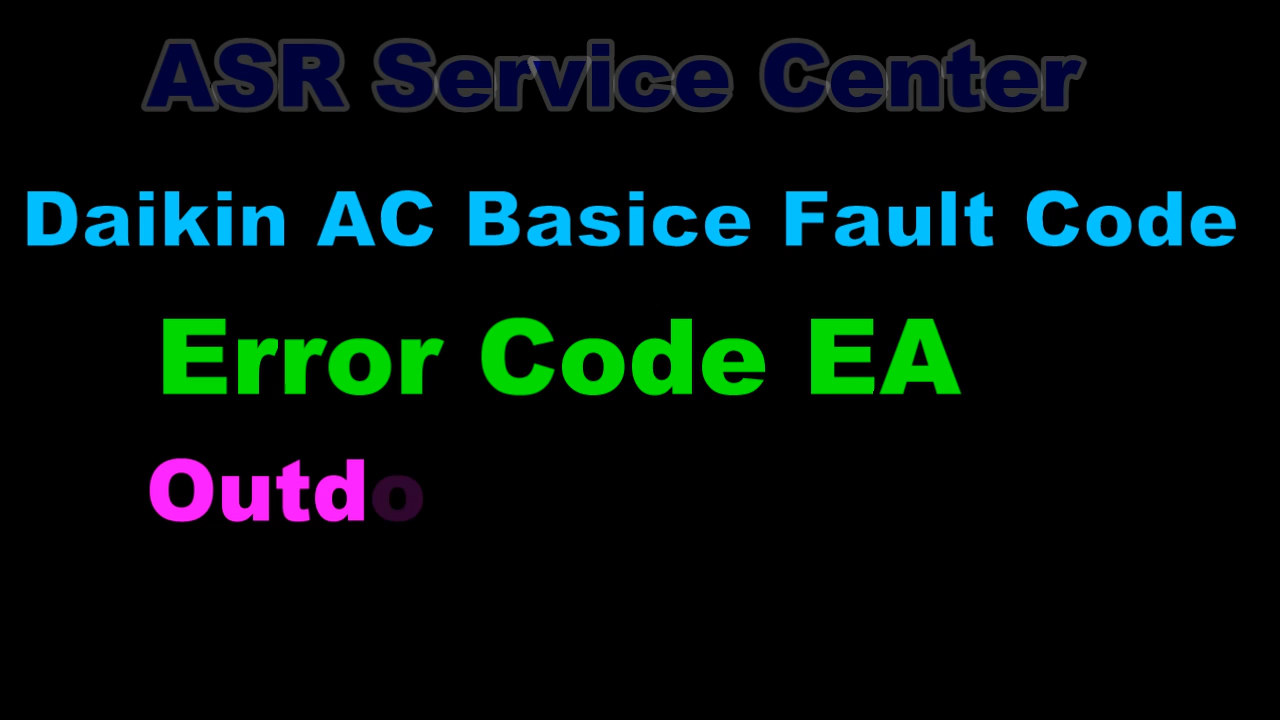 ASR Service Center
Daikin AC Basice Fault Code
Error Code EA
Outdo